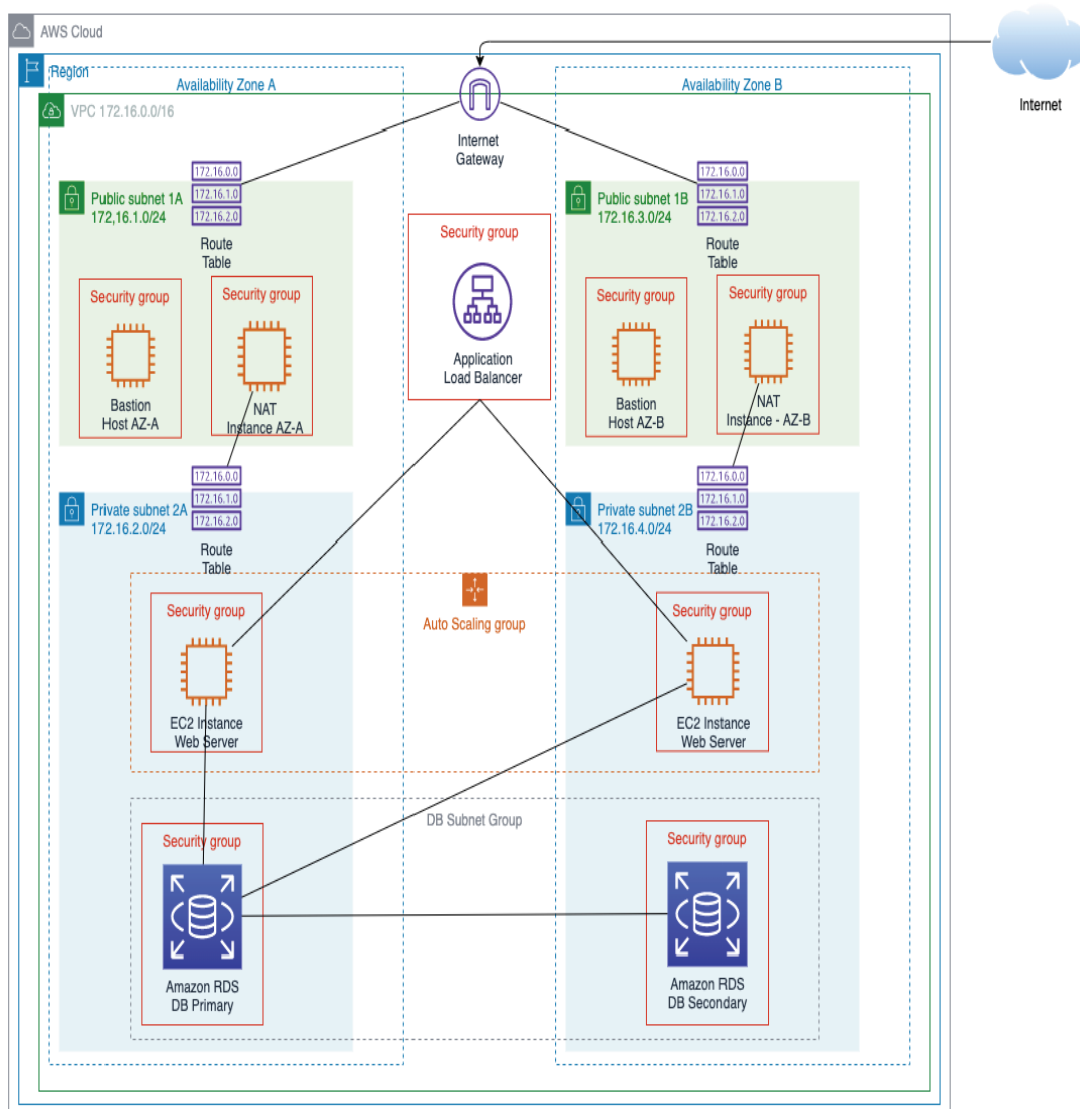 AWS Cloud
Internet
Region
Availability Zone A
Availability Zone B
VPC 172.16.0.0/16
Internet
Gateway
Public subnet 1A
172,16.1.0/24
172.16.0.0
172.16.1.0
172.16.2.0
Route
Table
Security group
Bastion
Host AZ-A
Security group
NAT
Instance AZ-A
Security group
Application
Load Balancer
Public subnet 1B
172.16.3.0/24
172.16.0.0
172.16.1.0
172.16.2.0
Route
Table
Security group
Bastion
Host AZ-B
Security group
NAT
Instance - AZ-B
Private subnet 2A
172.16.2.0/24
172.16.0.0
172.16.1.0
172.16.2.0
Route
Table
Private subnet 2B
172.16.4.0/24
172.16.0.0
172.16.1.0
172.16.2.0
Route
Table
Security group
EC2 Instance
Web Server
Auto Scaling group
Security group
EC2 Instance
Web Server
DB Subnet Group
Security group
Amazon RDS
DB Primary
Security group
Amazon RDS
DB Secondary